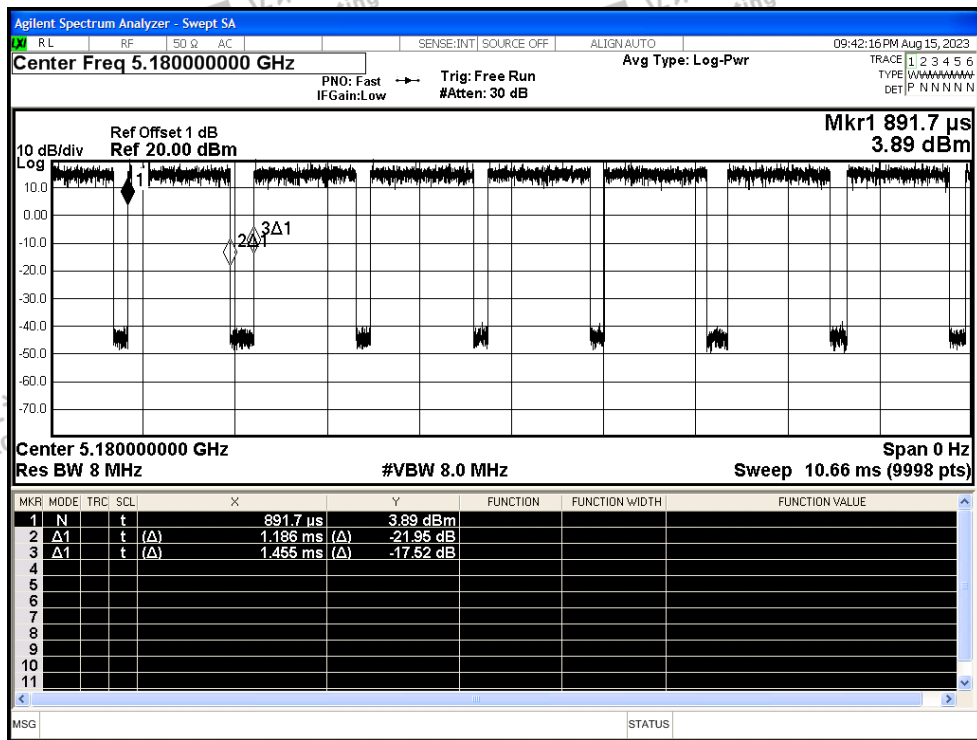 Agilent Spectrum Analyzer - Swept SA
LXI RL RF 50 Ω AC SENSE:INT SOURCE OFF ALIGN AUTO 09:42:16 PM Aug 15, 2023
Center Freq 5.180000000 GHz Avg Type: Log-Pwr TRACE 1 2 3 4 5 6
PNO: Fast Trig: Free Run TYPE WWWWWW
IFGain:Low #Atten: 30 dB DET P N N N N N
Mkr1 891.7 µs
Ref Offset 1 dB
10 dB/div Ref 20.00 dBm 3.89 dBm
Log
10.0
0.00
-10.0
-20.0
-30.0
-40.0
-50.0
-60.0
-70.0
1
2Δ1
3Δ1
Center 5.180000000 GHz Span 0 Hz
Res BW 8 MHz #VBW 8.0 MHz Sweep 10.66 ms (9998 pts)
MKR MODE TRC SCL X Y FUNCTION FUNCTION WIDTH FUNCTION VALUE
1 N t 891.7 µs 3.89 dBm
2 Δ1 t (Δ) 1.186 ms (Δ) -21.95 dB
3 Δ1 t (Δ) 1.455 ms (Δ) -17.52 dB
4
5
6
7
8
9
10
11
MSG STATUS